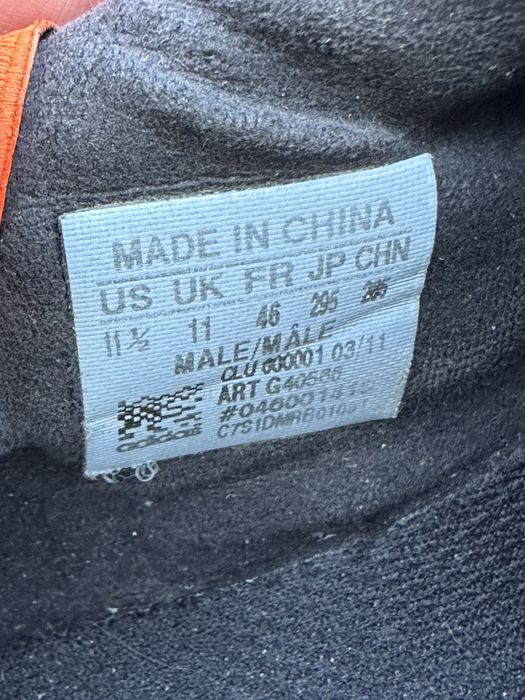 MADE IN CHINA
US UK FR JP CHN
11½ 11 46 295 285
MALE/MÂLE
CLU 600001 03/11
ART G40566
adidas